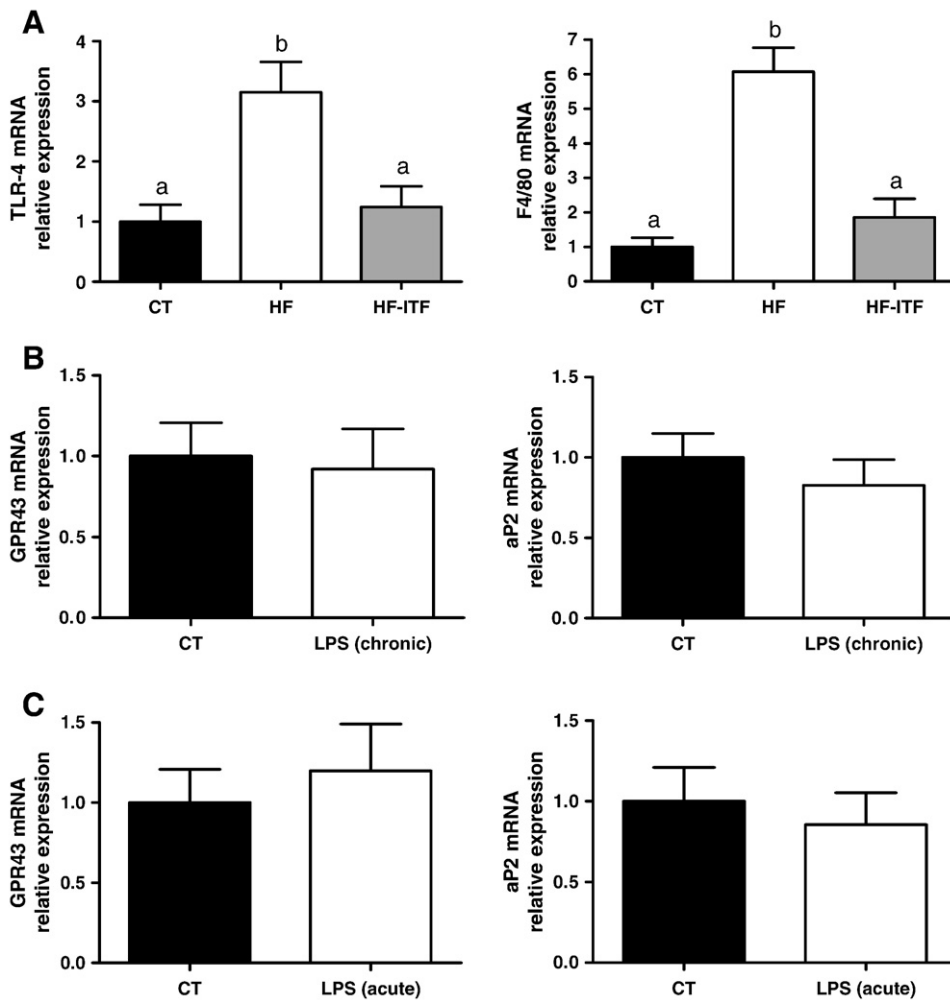 A
TLR-4 mRNA
relative expression
4
3
2
1
0
a
b
a
CT
HF
HF-ITF
F4/80 mRNA
relative expression
7
6
5
4
3
2
1
0
a
b
a
CT
HF
HF-ITF
B
GPR43 mRNA
relative expression
1.5
1.0
0.5
0.0
CT
LPS (chronic)
aP2 mRNA
relative expression
1.5
1.0
0.5
0.0
CT
LPS (chronic)
C
GPR43 mRNA
relative expression
1.5
1.0
0.5
0.0
CT
LPS (acute)
aP2 mRNA
relative expression
1.5
1.0
0.5
0.0
CT
LPS (acute)